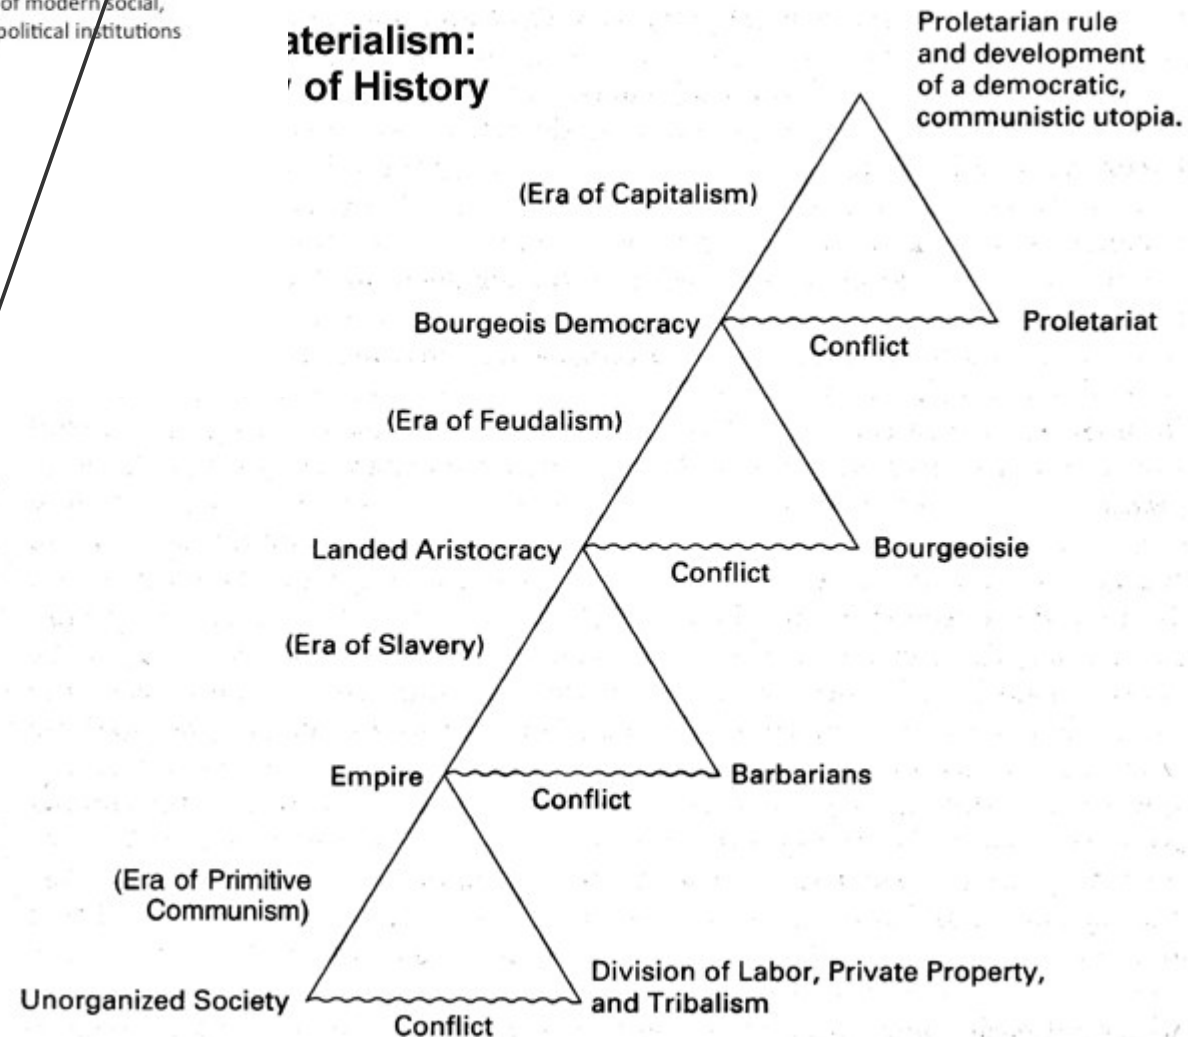 of modern social,
political institutions
aterialism:
of History
Proletarian rule
and development
of a democratic,
communistic utopia.
(Era of Capitalism)
Bourgeois Democracy
Proletariat
Conflict
(Era of Feudalism)
Landed Aristocracy
Bourgeoisie
Conflict
(Era of Slavery)
Empire
Barbarians
Conflict
(Era of Primitive
Communism)
Division of Labor, Private Property,
Unorganized Society
and Tribalism
Conflict